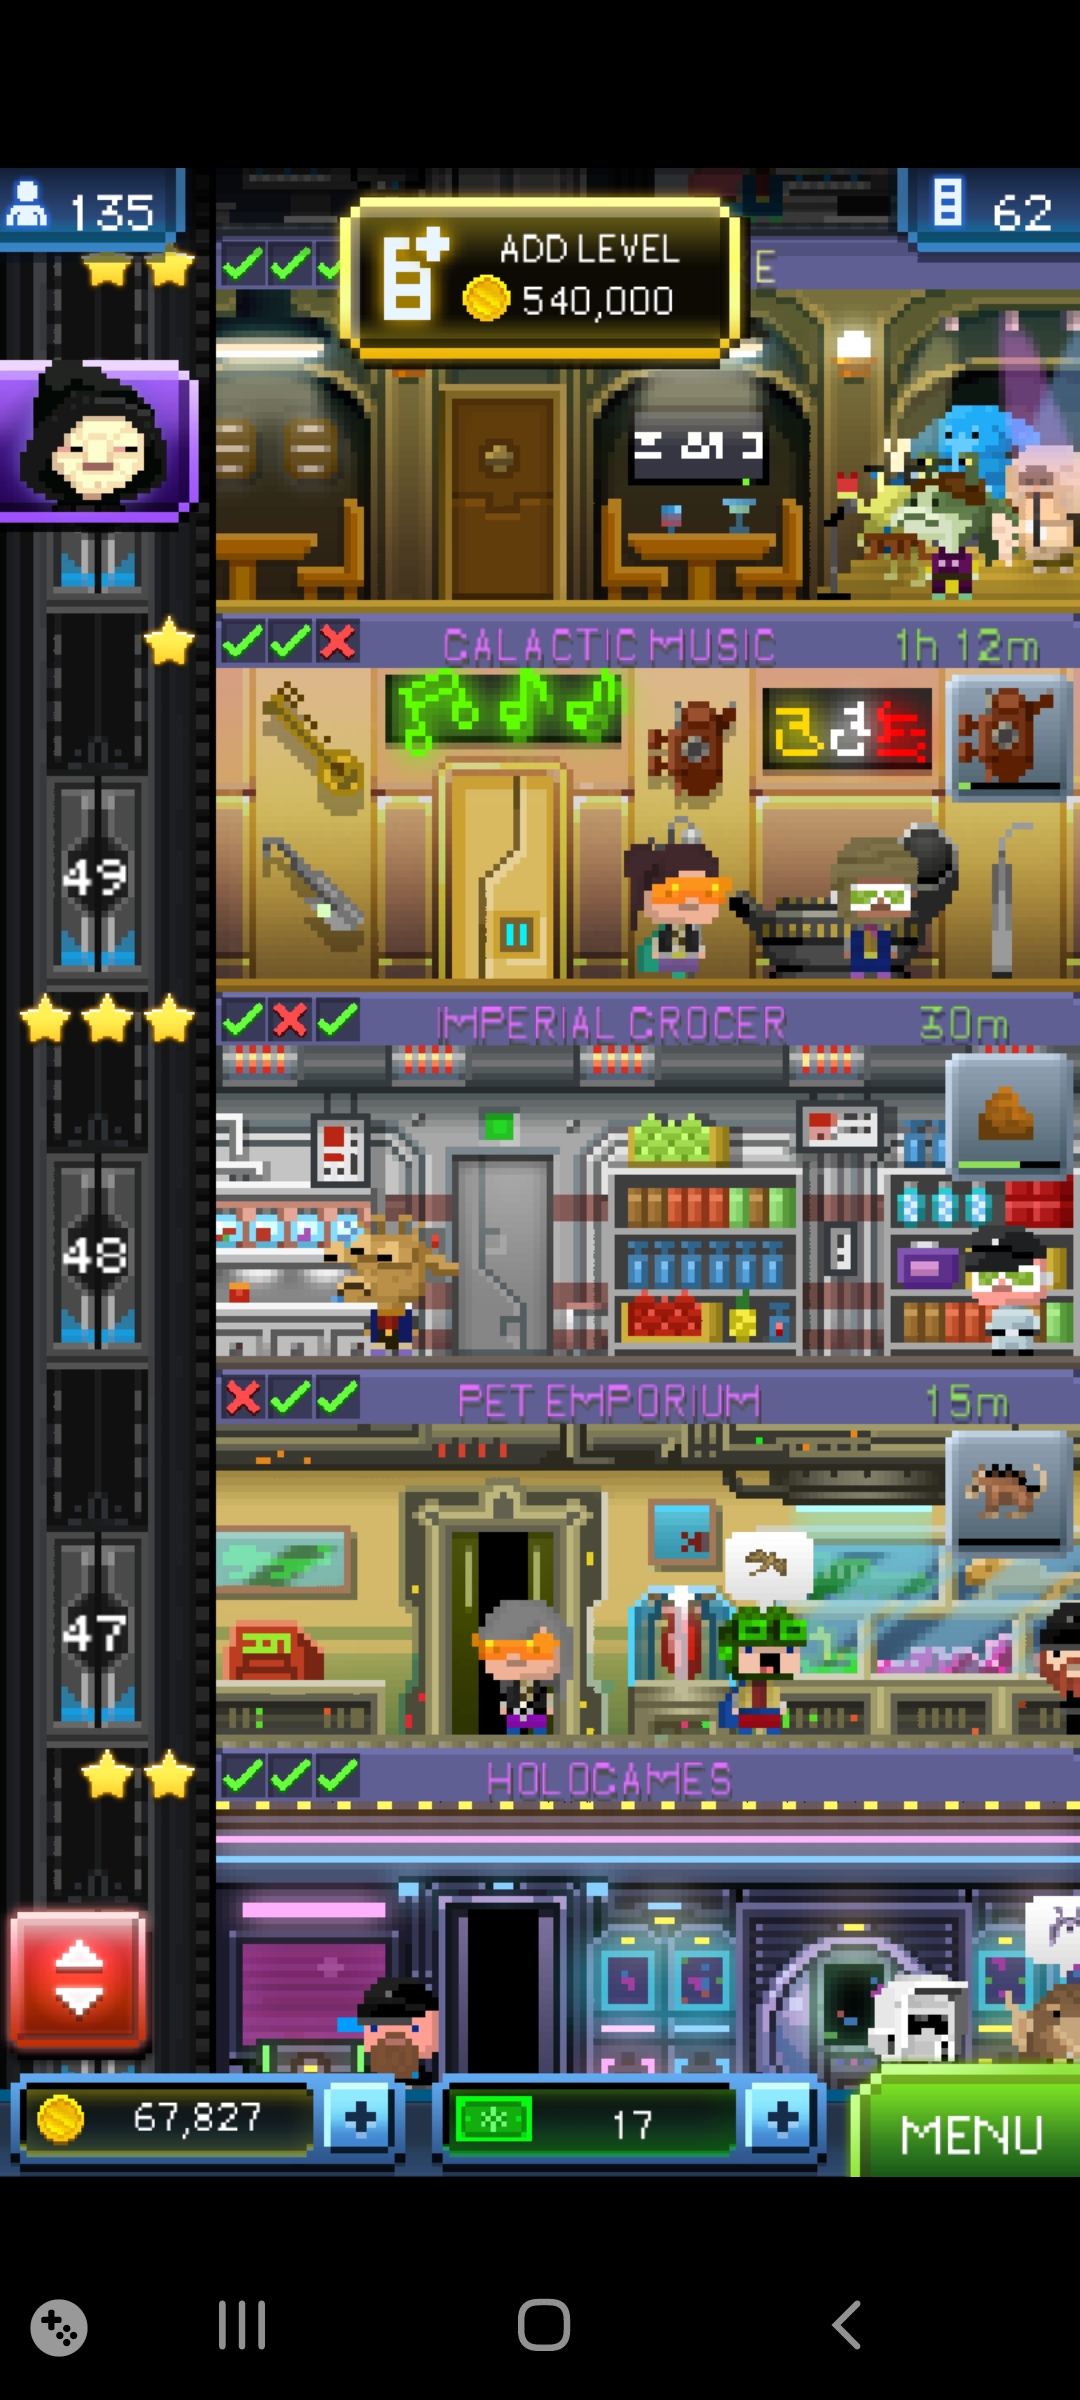 135
ADD LEVEL
540,000
62
E
GALACTIC MUSIC
1h 12m
49
IMPERIAL GROCER
30m
48
PET EMPORIUM
15m
47
HOLOGAMES
67,827
17
MENU